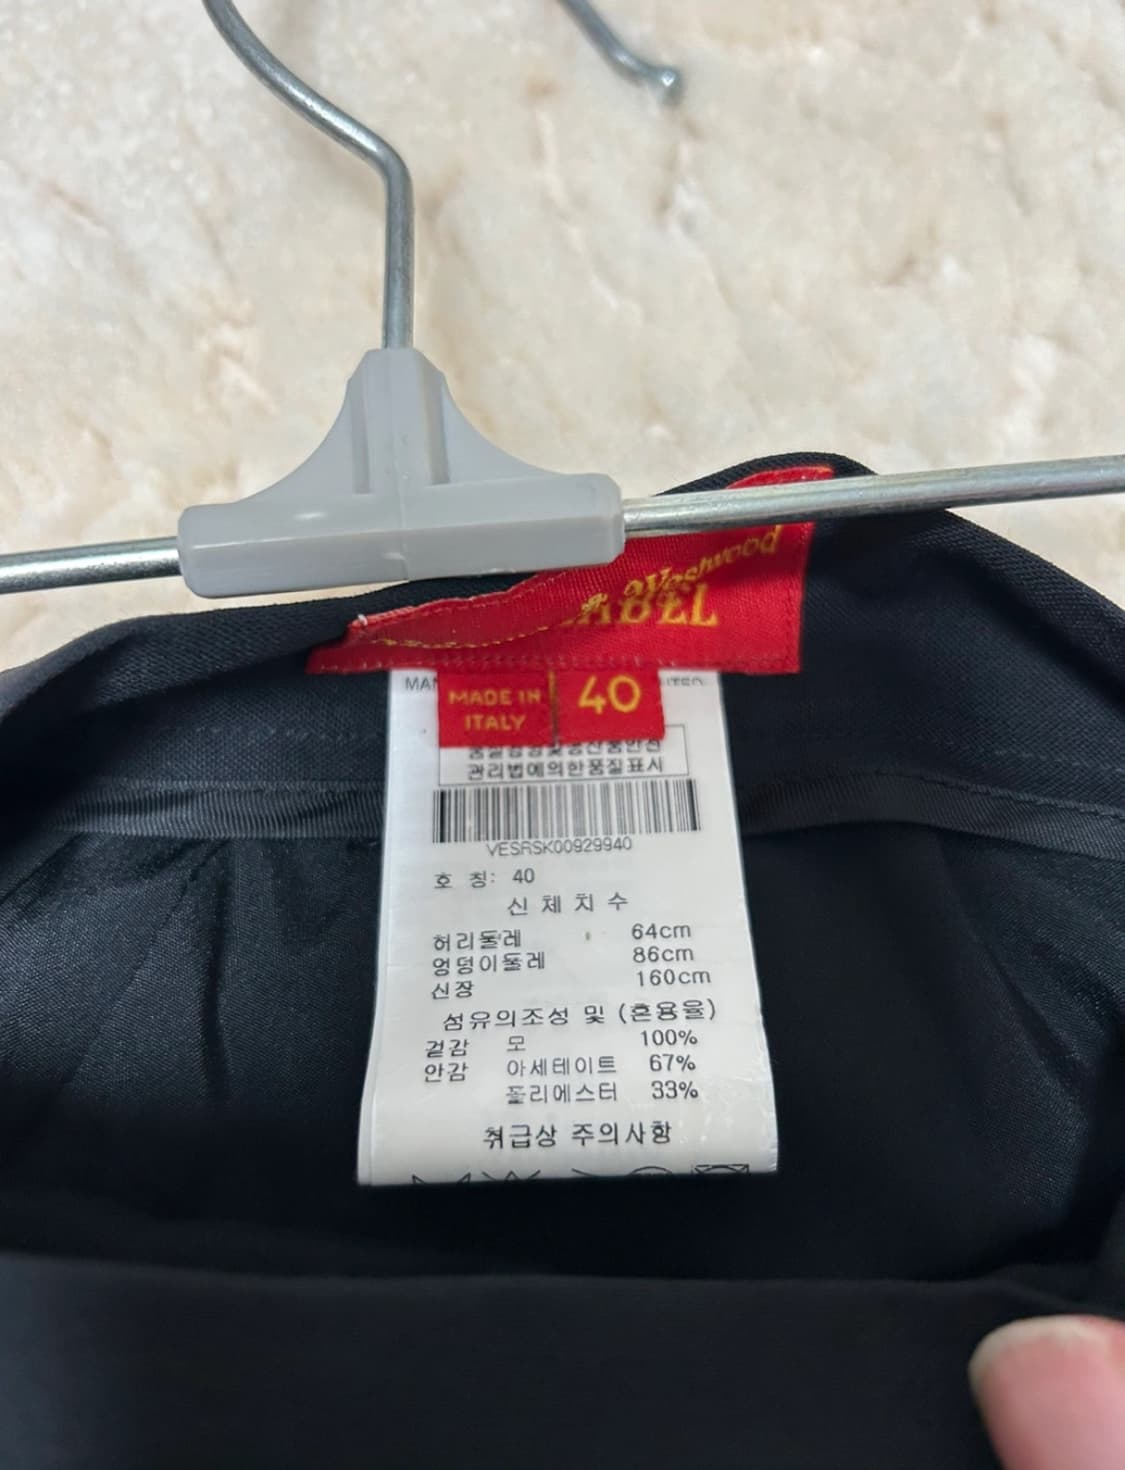 Westwood
LABEL
MADE IN
ITALY
40
관리법에의한품질표시
VESRSK00929940
호 칭: 40
신 체 치 수
허리둘레 64cm
엉덩이둘레 86cm
신장 160cm
섬유의조성 및 (혼용율)
겉감 모 100%
안감 아세테이트 67%
폴리에스터 33%
취급상 주의사항